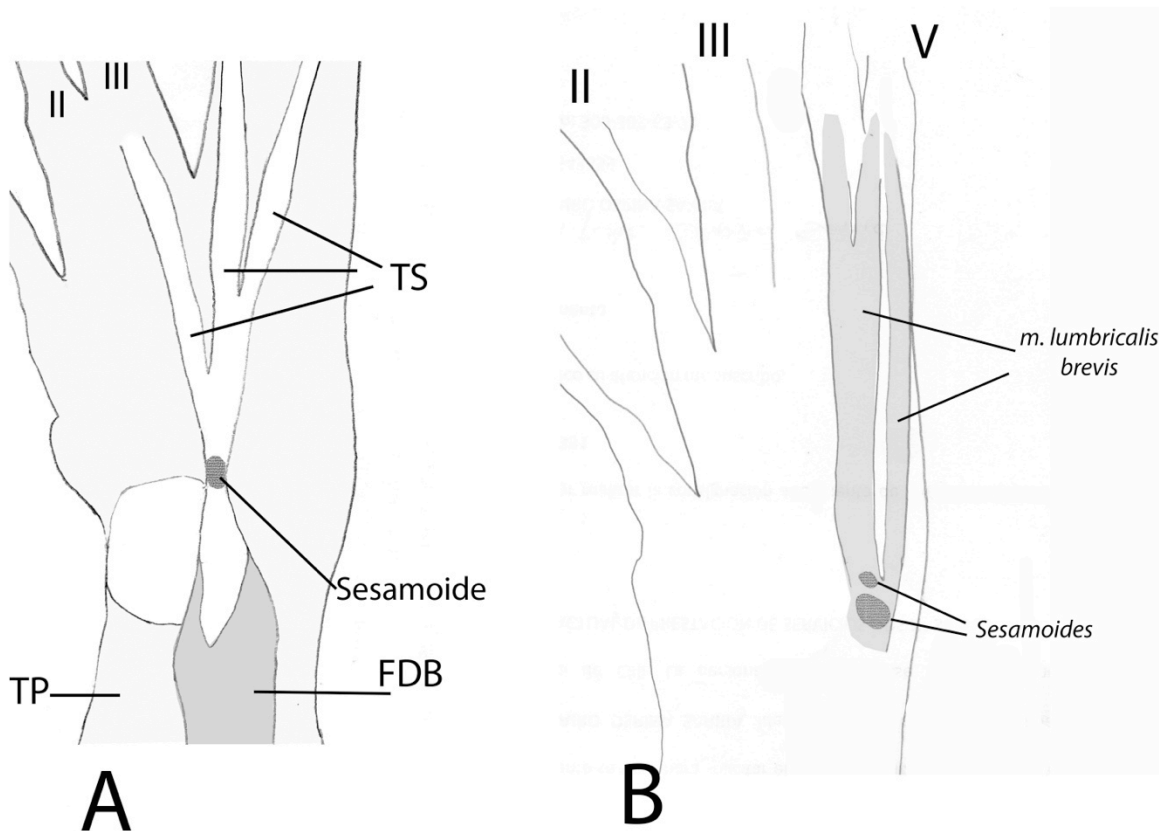 II
III
TS
Sesamoide
FDB
TP
A
II
III
V
m. lumbricalis
brevis
Sesamoides
B